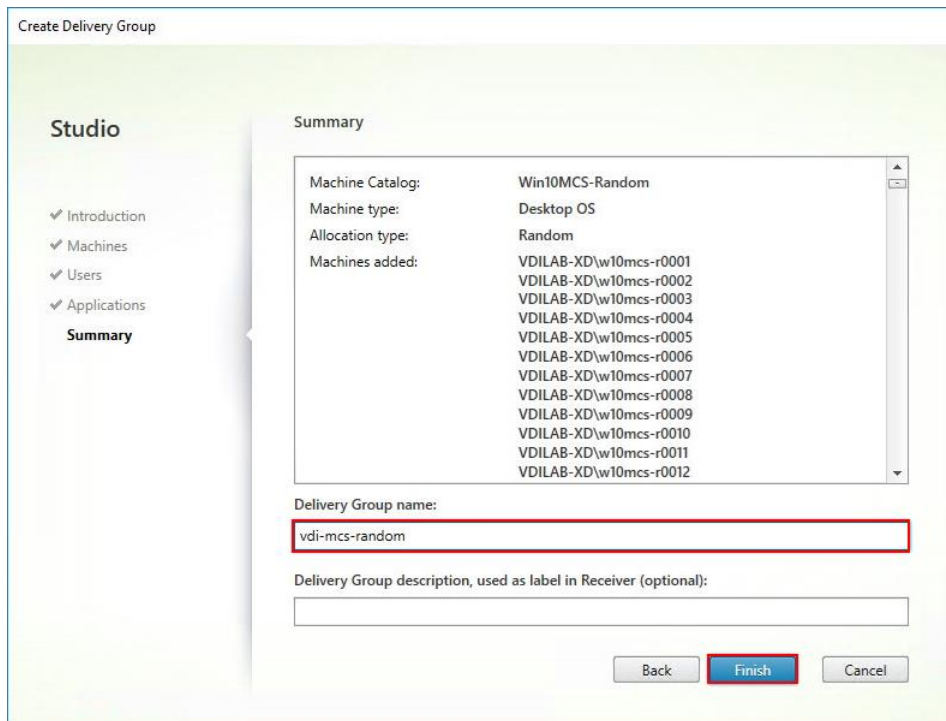 Create Delivery Group
Studio
Introduction
Machines
Users
Applications
Summary
Summary
Machine Catalog: Win10MCS-Random
Machine type: Desktop OS
Allocation type: Random
Machines added: VDILAB-XD\w10mcs-r0001
VDILAB-XD\w10mcs-r0002
VDILAB-XD\w10mcs-r0003
VDILAB-XD\w10mcs-r0004
VDILAB-XD\w10mcs-r0005
VDILAB-XD\w10mcs-r0006
VDILAB-XD\w10mcs-r0007
VDILAB-XD\w10mcs-r0008
VDILAB-XD\w10mcs-r0009
VDILAB-XD\w10mcs-r0010
VDILAB-XD\w10mcs-r0011
VDILAB-XD\w10mcs-r0012
Delivery Group name:
vdi-mcs-random
Delivery Group description, used as label in Receiver (optional):
Back Finish Cancel